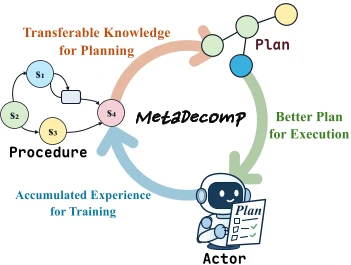 Transferable Knowledge
for Planning
Plan
S1
S2
S3
S4
MetaDecomp
Procedure
Better Plan
for Execution
Accumulated Experience
for Training
Plan
Actor